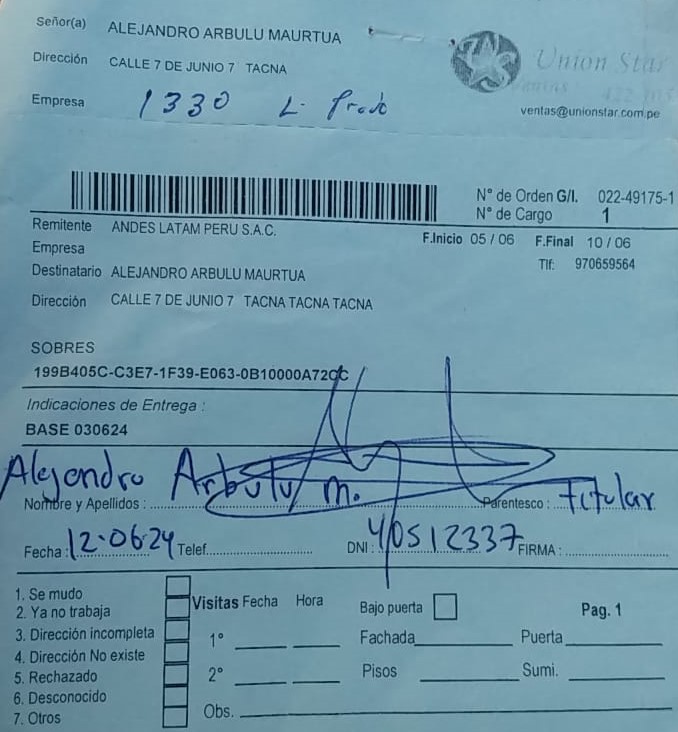 Señor(a) ALEJANDRO ARBULU MAURTUA
Dirección CALLE 7 DE JUNIO 7 TACNA
Empresa 1330 L. Prado
Union Star
ventas@unionstar.com.pe
N° de Orden G/I. 022-49175-1
N° de Cargo 1
Remitente ANDES LATAM PERU S.A.C.
F.Inicio 05 / 06 F.Final 10 / 06
Empresa
Tlf: 970659564
Destinatario ALEJANDRO ARBULU MAURTUA
Dirección CALLE 7 DE JUNIO 7 TACNA TACNA TACNA
SOBRES
199B405C-C3E7-1F39-E063-0B10000A72CC
Indicaciones de Entrega :
BASE 030624
Alejandro Arbulu M. titular
Nombre y Apellidos : Parentesco :
Fecha : 12-06-24 Telef. DNI : 40512337 FIRMA :
1. Se mudo
2. Ya no trabaja
3. Dirección incompleta
4. Dirección No existe
5. Rechazado
6. Desconocido
7. Otros
Visitas Fecha Hora
1°
2°
Obs.
Bajo puerta
Pag. 1
Fachada Puerta
Pisos Sumi.